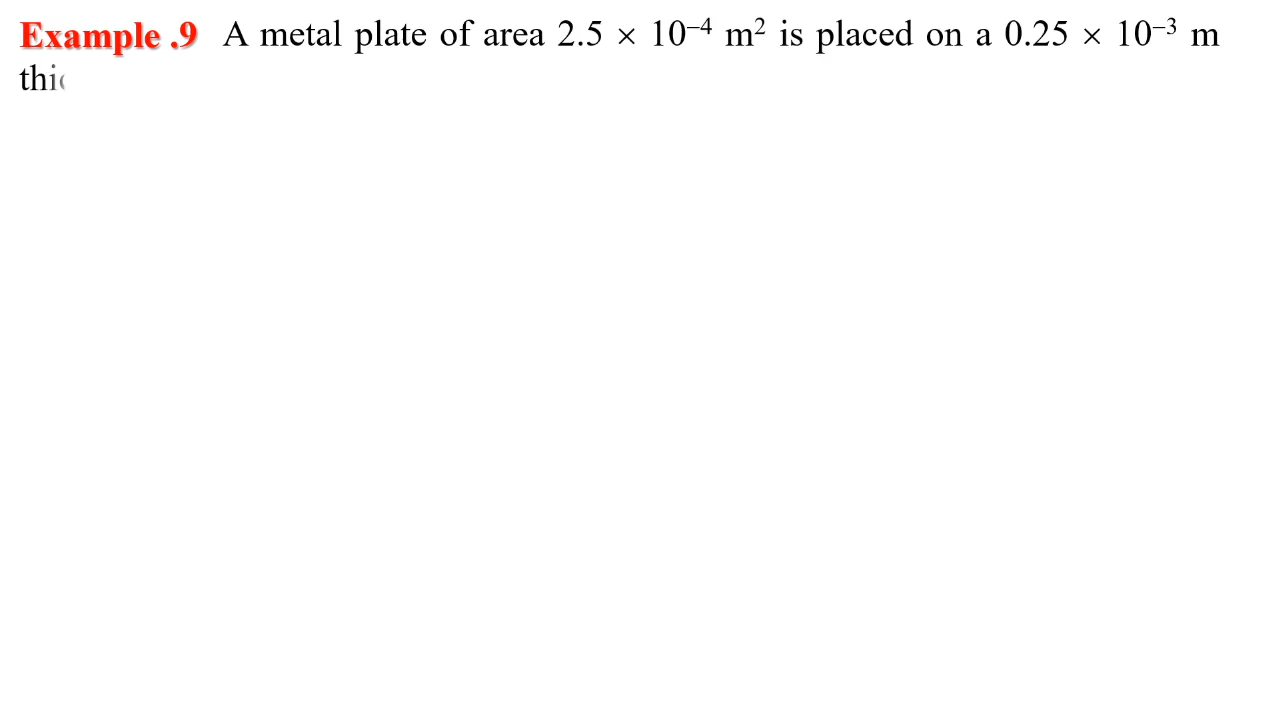 Example .9 A metal plate of area 2.5 × 10⁻⁴ m² is placed on a 0.25 × 10⁻³ m